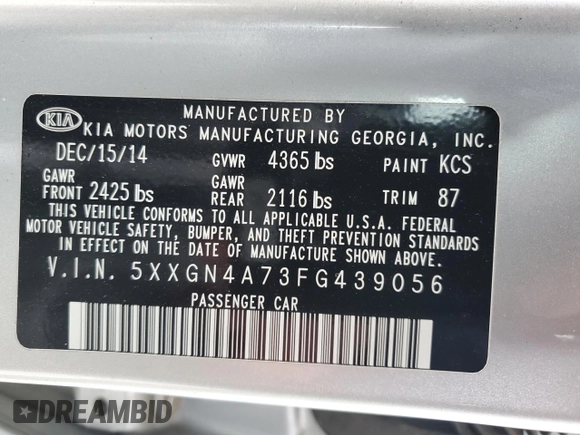 MANUFACTURED BY
KIA KIA MOTORS MANUFACTURING GEORGIA, INC.
DEC/15/14 GVWR 4365 lbs PAINT KCS
GAWR FRONT 2425 lbs GAWR REAR 2116 lbs TRIM 87
THIS VEHICLE CONFORMS TO ALL APPLICABLE U.S.A. FEDERAL
MOTOR VEHICLE SAFETY, BUMPER, AND THEFT PREVENTION STANDARDS
IN EFFECT ON THE DATE OF MANUFACTURE SHOWN ABOVE.
V.I.N. 5XXGN4A73FG439056
PASSENGER CAR
DREAMBID